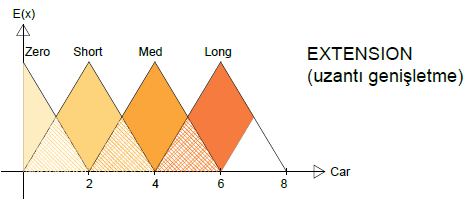 E(x)
Zero Short Med Long
EXTENSION
(uzantı genişletme)
Car
2 4 6 8